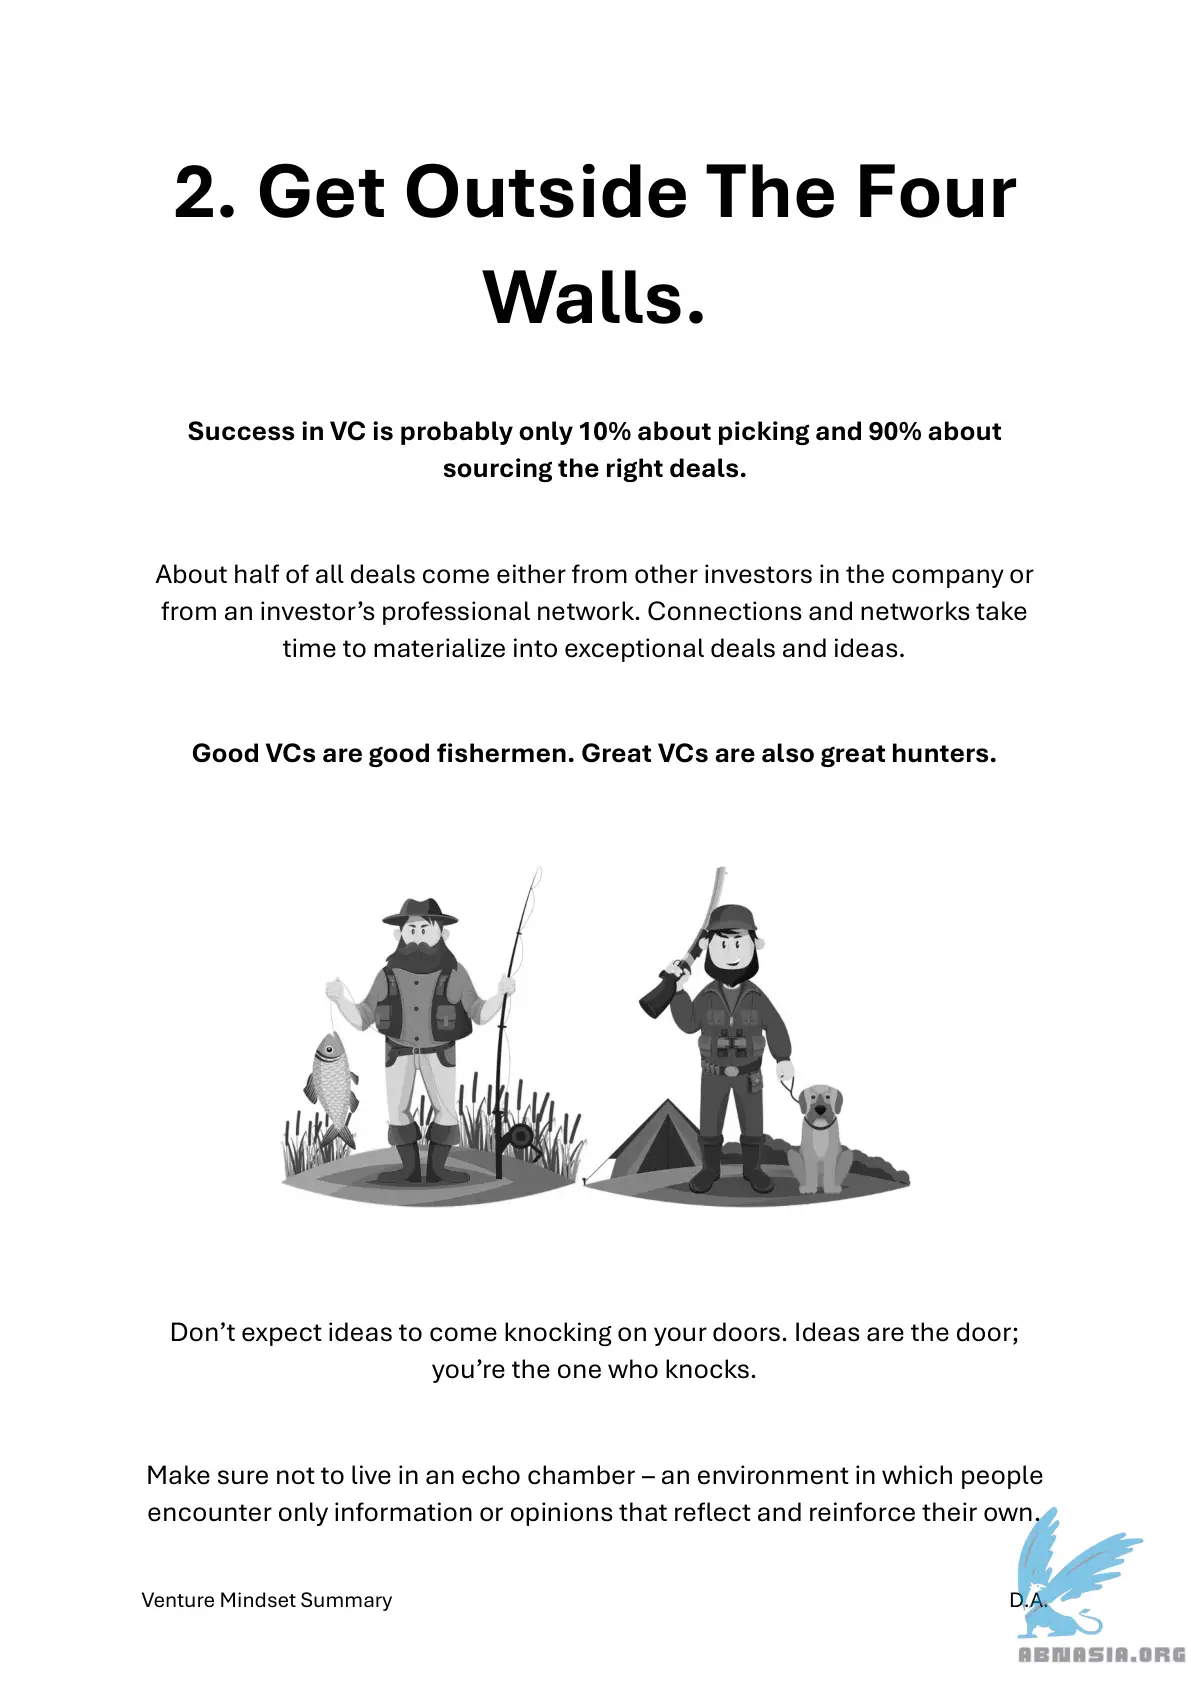 2. Get Outside The Four
Walls.
Success in VC is probably only 10% about picking and 90% about
sourcing the right deals.
About half of all deals come either from other investors in the company or
from an investor’s professional network. Connections and networks take
time to materialize into exceptional deals and ideas.
Good VCs are good fishermen. Great VCs are also great hunters.
Don’t expect ideas to come knocking on your doors. Ideas are the door;
you’re the one who knocks.
Make sure not to live in an echo chamber – an environment in which people
encounter only information or opinions that reflect and reinforce their own.
Venture Mindset Summary
D.A.
ABNASIA.ORG